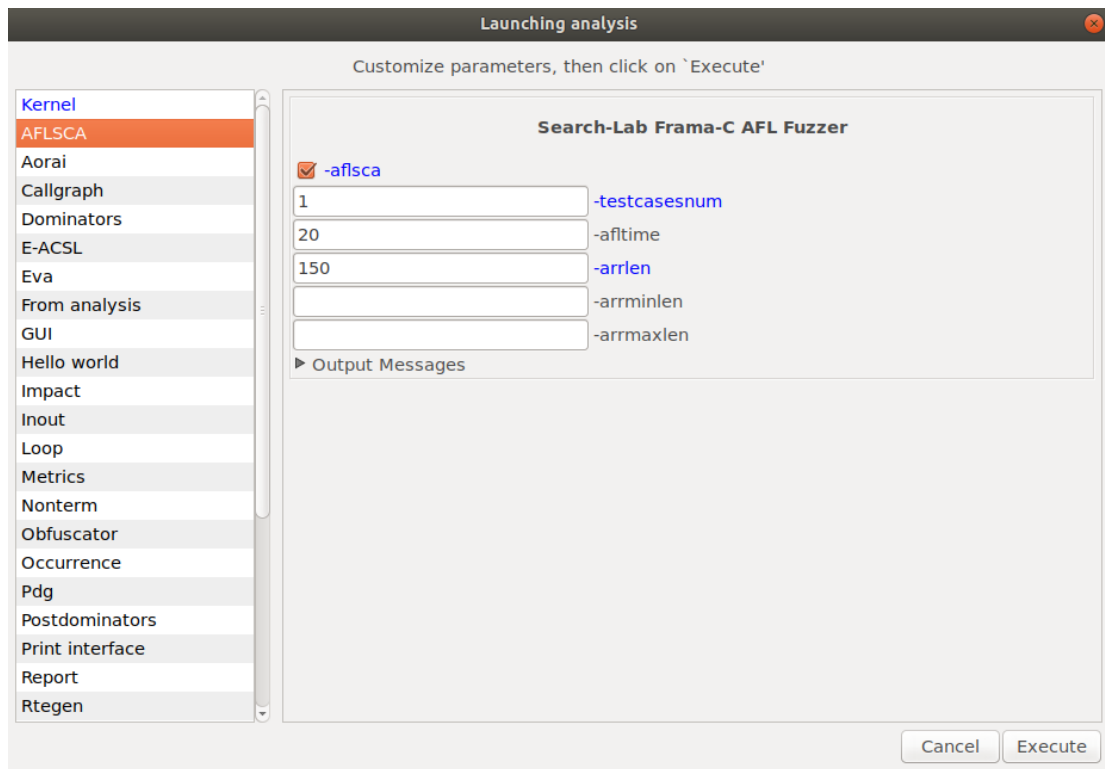 Launching analysis
Customize parameters, then click on `Execute'
Kernel
AFLSCA
Aorai
Callgraph
Dominators
E-ACSL
Eva
From analysis
GUI
Hello world
Impact
Inout
Loop
Metrics
Nonterm
Obfuscator
Occurrence
Pdg
Postdominators
Print interface
Report
Rtegen
Search-Lab Frama-C AFL Fuzzer
-aflsca
1 -testcasesnum
20 -afltime
150 -arrlen
-arrminlen
-arrmaxlen
Output Messages
Cancel Execute